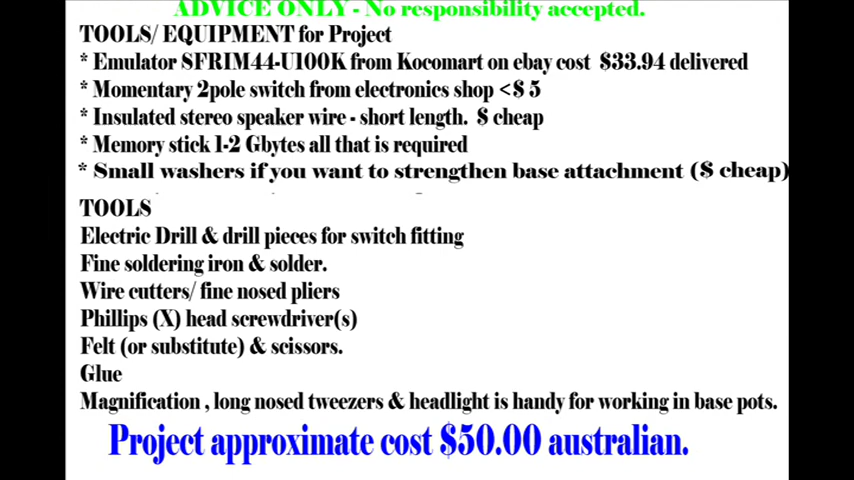 ADVICE ONLY - No responsibility accepted.
TOOLS/ EQUIPMENT for Project
* Emulator SFRIM44-U100K from Kocomart on ebay cost $33.94 delivered
* Momentary 2pole switch from electronics shop <$ 5
* Insulated stereo speaker wire - short length. $ cheap
* Memory stick 1-2 Gbytes all that is required
* Small washers if you want to strengthen base attachment ($ cheap)
TOOLS
Electric Drill & drill pieces for switch fitting
Fine soldering iron & solder.
Wire cutters/ fine nosed pliers
Phillips (X) head screwdriver(s)
Felt (or substitute) & scissors.
Glue
Magnification , long nosed tweezers & headlight is handy for working in base pots.
Project approximate cost $50.00 australian.